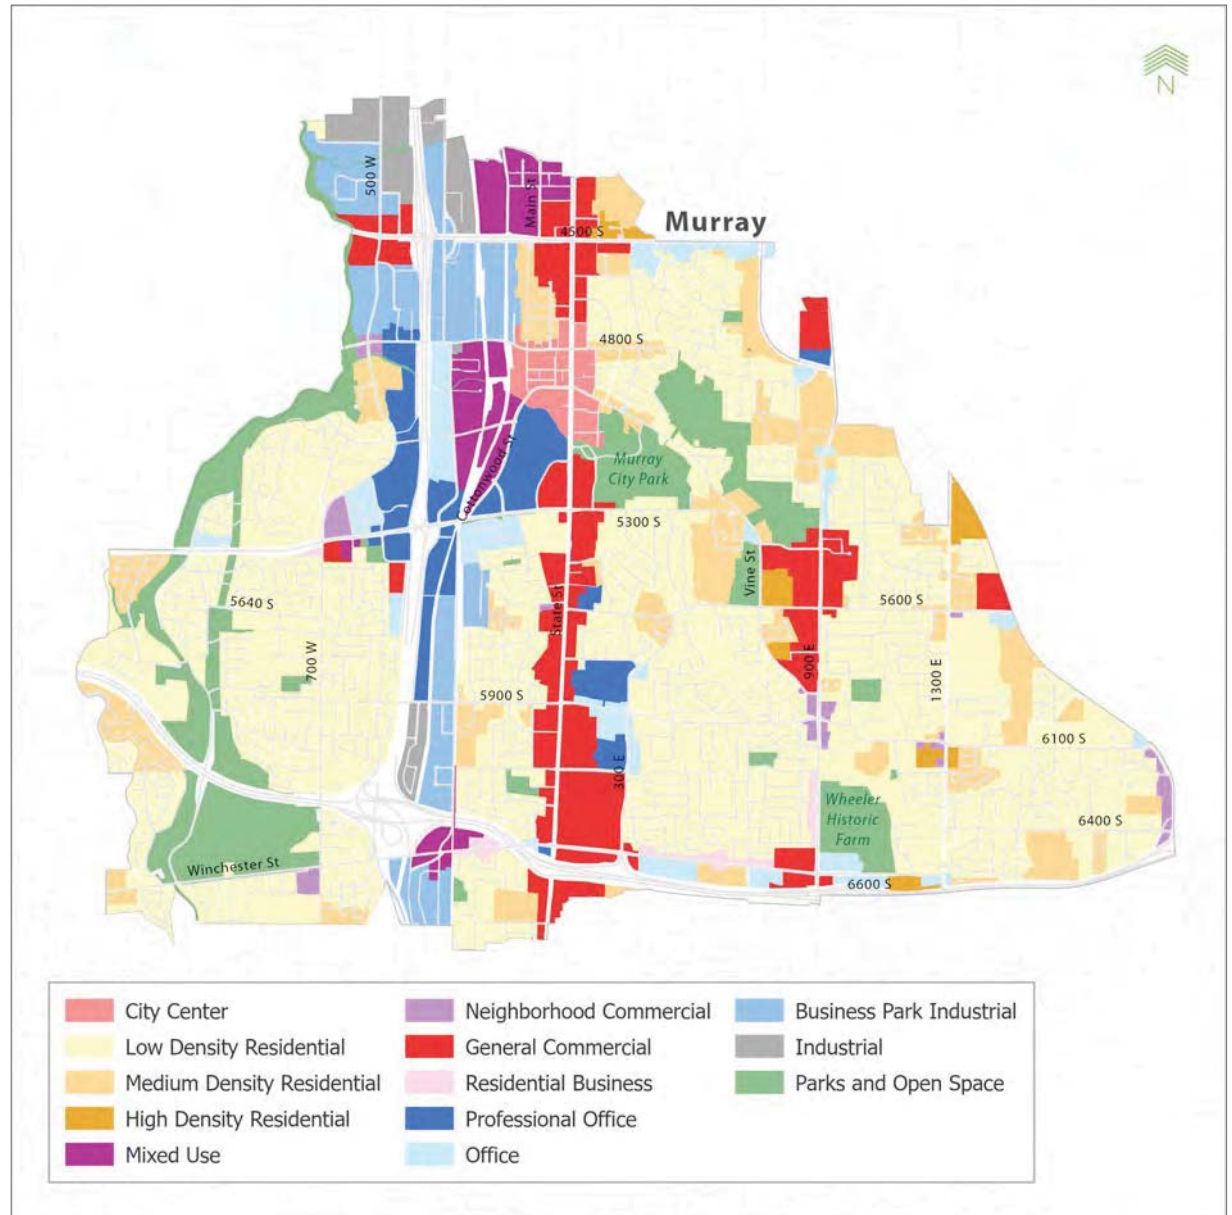 N
500 W
Main St
Murray
4500 S
4800 S
Cottonwood St
Murray
City Park
5300 S
Vine St
5640 S
State St
5600 S
700 W
900 E
1300 E
5900 S
6100 S
300 E
Wheeler
Historic
Farm
6400 S
Winchester St
6600 S
City Center
Low Density Residential
Medium Density Residential
High Density Residential
Mixed Use
Neighborhood Commercial
General Commercial
Residential Business
Professional Office
Office
Business Park Industrial
Industrial
Parks and Open Space